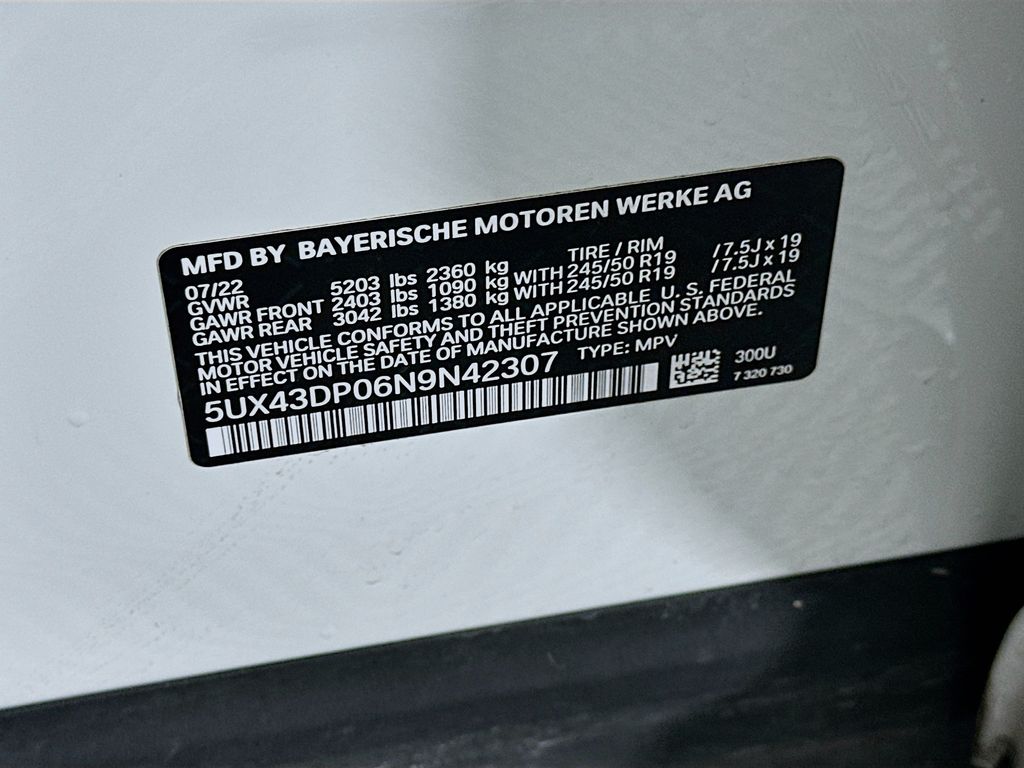 MFD BY BAYERISCHE MOTOREN WERKE AG
07/22 TIRE / RIM
GVWR 5203 lbs 2360 kg
GAWR FRONT 2403 lbs 1090 kg WITH 245/50 R19 / 7.5J x 19
GAWR REAR 3042 lbs 1380 kg WITH 245/50 R19 / 7.5J x 19
THIS VEHICLE CONFORMS TO ALL APPLICABLE U. S. FEDERAL
MOTOR VEHICLE SAFETY AND THEFT PREVENTION STANDARDS
IN EFFECT ON THE DATE OF MANUFACTURE SHOWN ABOVE.
5UX43DP06N9N42307 TYPE: MPV
300U
7 320 730